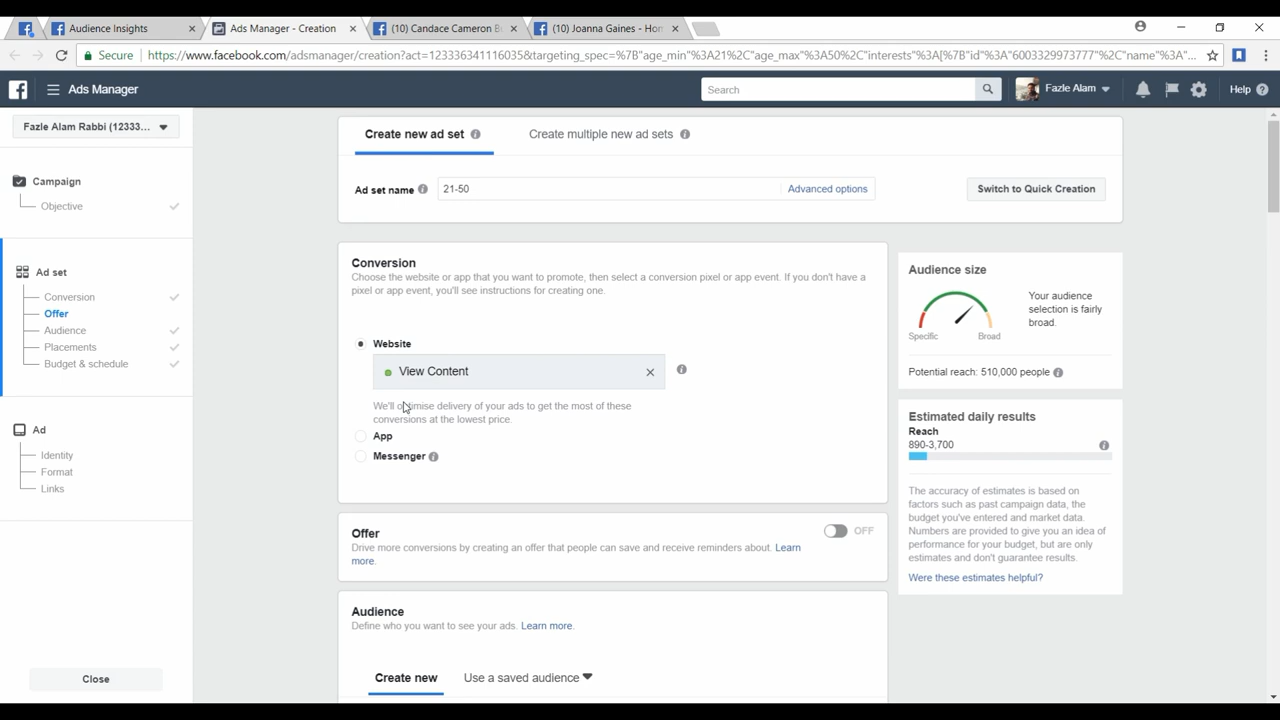 Audience Insights
Ads Manager - Creation
(10) Candace Cameron B
(10) Joanna Gaines - Hom
Secure
https://www.facebook.com/adsmanager/creation?act=123336341116035&targeting_spec=%7B"age_min"%3A21%2C"age_max"%3A50%2C"interests"%3A[%7B"id"%3A"6003329973777"%2C"name"%3A"
Ads Manager
Search
Fazle Alam
Help
Fazle Alam Rabbi (12333...
Campaign
Objective
Ad set
Conversion
Offer
Audience
Placements
Budget & schedule
Ad
Identity
Format
Links
Close
Create new ad set
Create multiple new ad sets
Ad set name
21-50
Advanced options
Switch to Quick Creation
Conversion
Choose the website or app that you want to promote, then select a conversion pixel or app event. If you don't have a
pixel or app event, you'll see instructions for creating one.
Website
View Content
We'll optimise delivery of your ads to get the most of these
conversions at the lowest price.
App
Messenger
Offer
OFF
Drive more conversions by creating an offer that people can save and receive reminders about. Learn
more.
Audience
Define who you want to see your ads. Learn more.
Create new
Use a saved audience
Audience size
Your audience
selection is fairly
broad.
Specific
Broad
Potential reach: 510,000 people
Estimated daily results
Reach
890-3,700
The accuracy of estimates is based on
factors such as past campaign data, the
budget you've entered and market data.
Numbers are provided to give you an idea of
performance for your budget, but are only
estimates and don't guarantee results.
Were these estimates helpful?